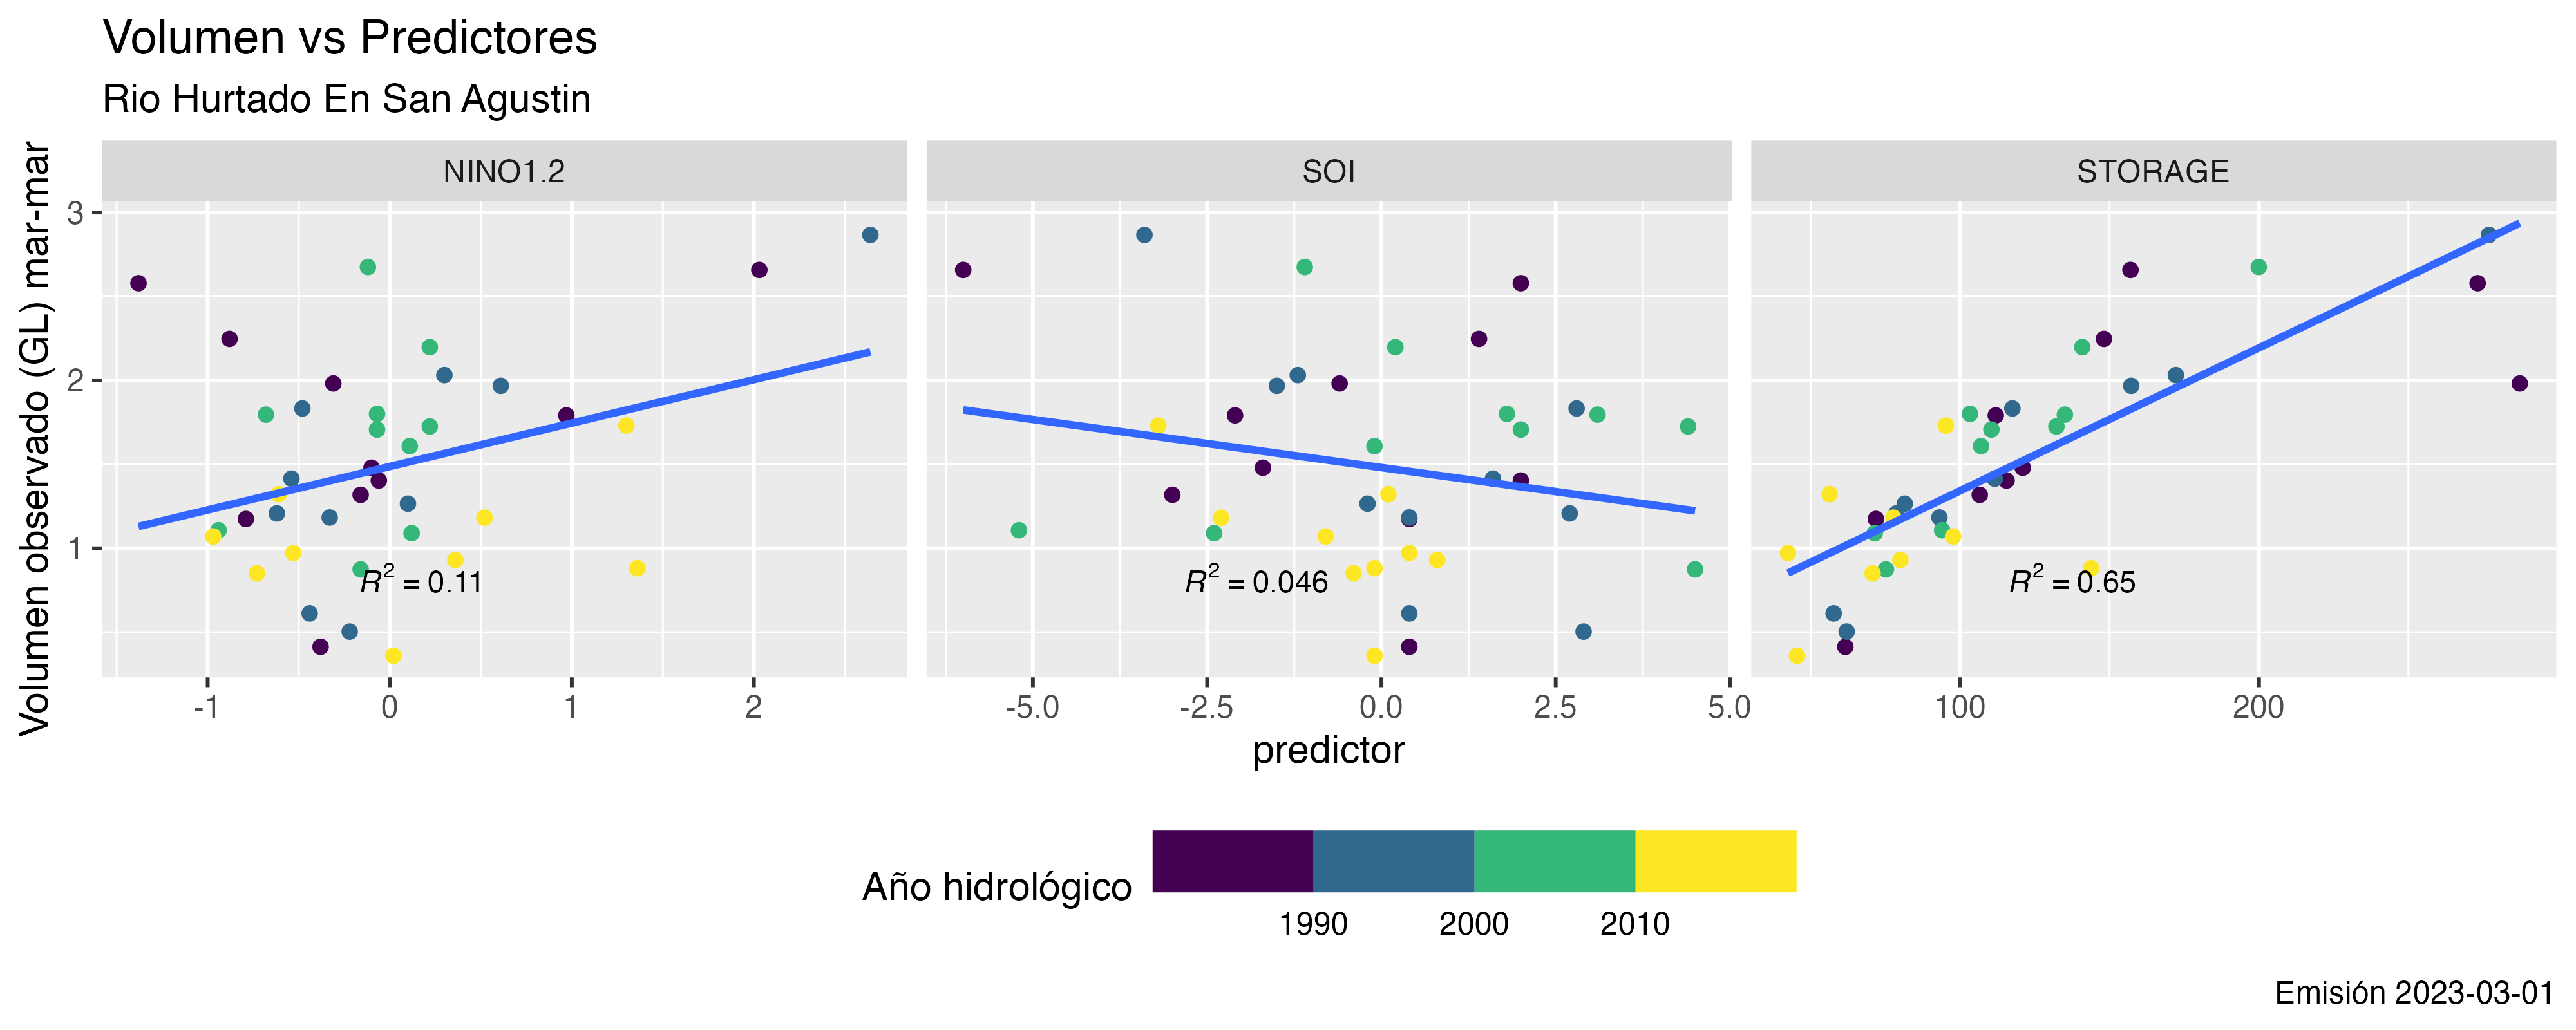 Volumen vs Predictores
Rio Hurtado En San Agustin
Volumen observado (GL) mar-mar
NINO1.2
SOI
STORAGE
3
2
1
R² = 0.11
R² = 0.046
R² = 0.65
-1 0 1 2
-5.0 -2.5 0.0 2.5 5.0
100 200
predictor
Año hidrológico
1990 2000 2010
Emisión 2023-03-01